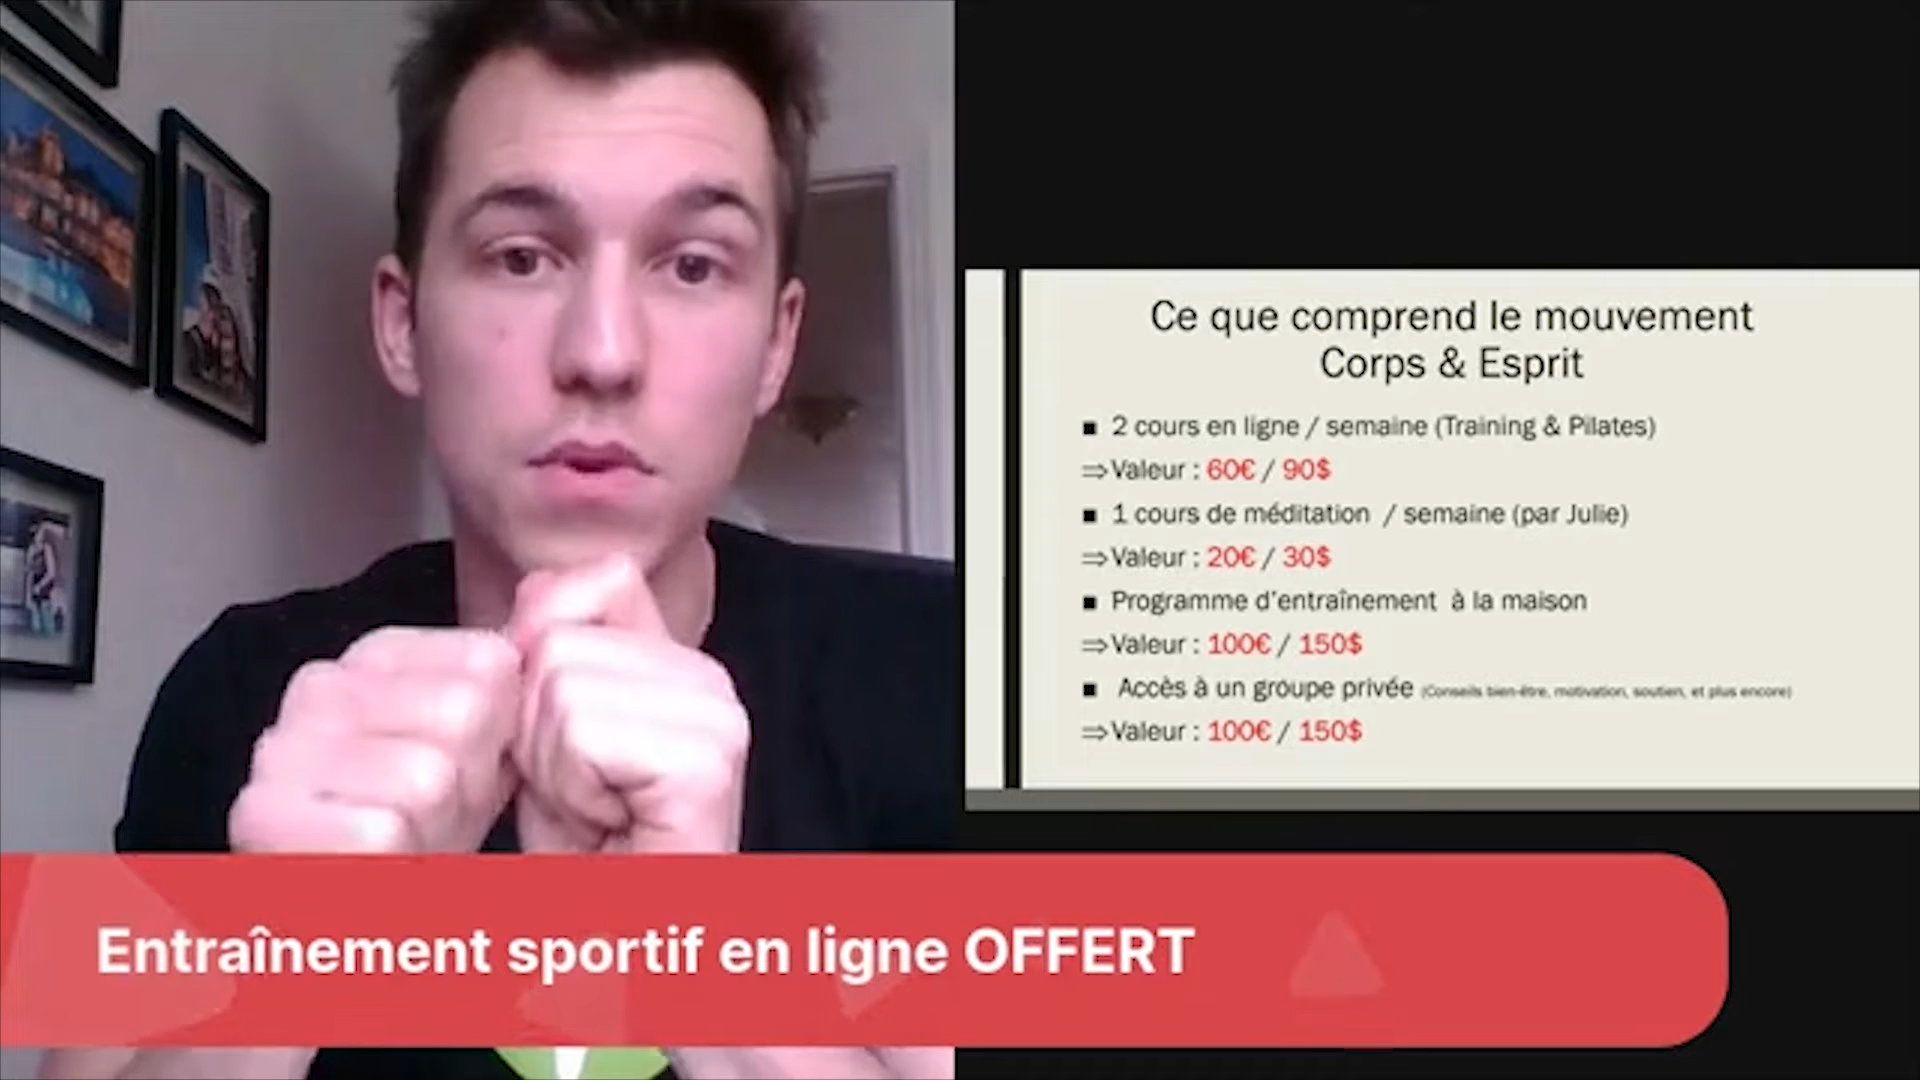 Ce que comprend le mouvement
Corps & Esprit
■ 2 cours en ligne / semaine (Training & Pilates)
⇒Valeur : 60€ / 90$
■ 1 cours de méditation / semaine (par Julie)
⇒Valeur : 20€ / 30$
■ Programme d'entraînement à la maison
⇒Valeur : 100€ / 150$
■ Accès à un groupe privée (Conseils bien-être, motivation, soutien, et plus encore)
⇒Valeur : 100€ / 150$
Entraînement sportif en ligne OFFERT